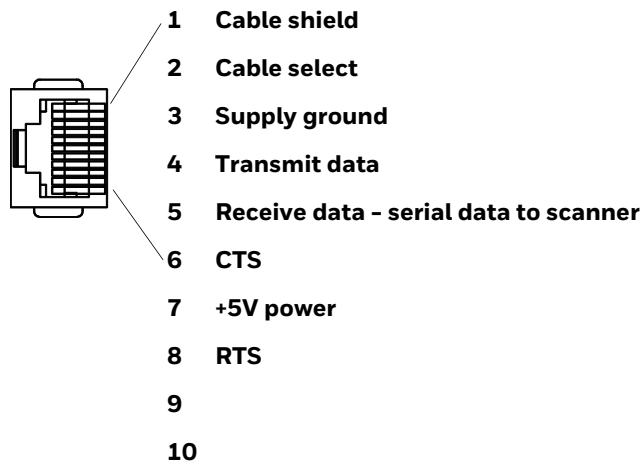 1 Cable shield
2 Cable select
3 Supply ground
4 Transmit data
5 Receive data – serial data to scanner
6 CTS
7 +5V power
8 RTS
9
10